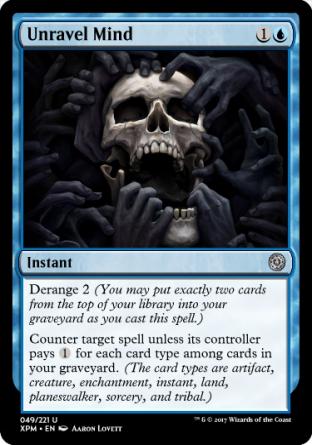 Unravel Mind 1
Instant
Derange 2 (You may put exactly two cards
from the top of your library into your
graveyard as you cast this spell.)
Counter target spell unless its controller
pays 1 for each card type among cards in
your graveyard. (The card types are artifact,
creature, enchantment, instant, land,
planeswalker, sorcery, and tribal.)
049/221 U
XPM • EN Aaron Lovett
™ & © 2017 Wizards of the Coast